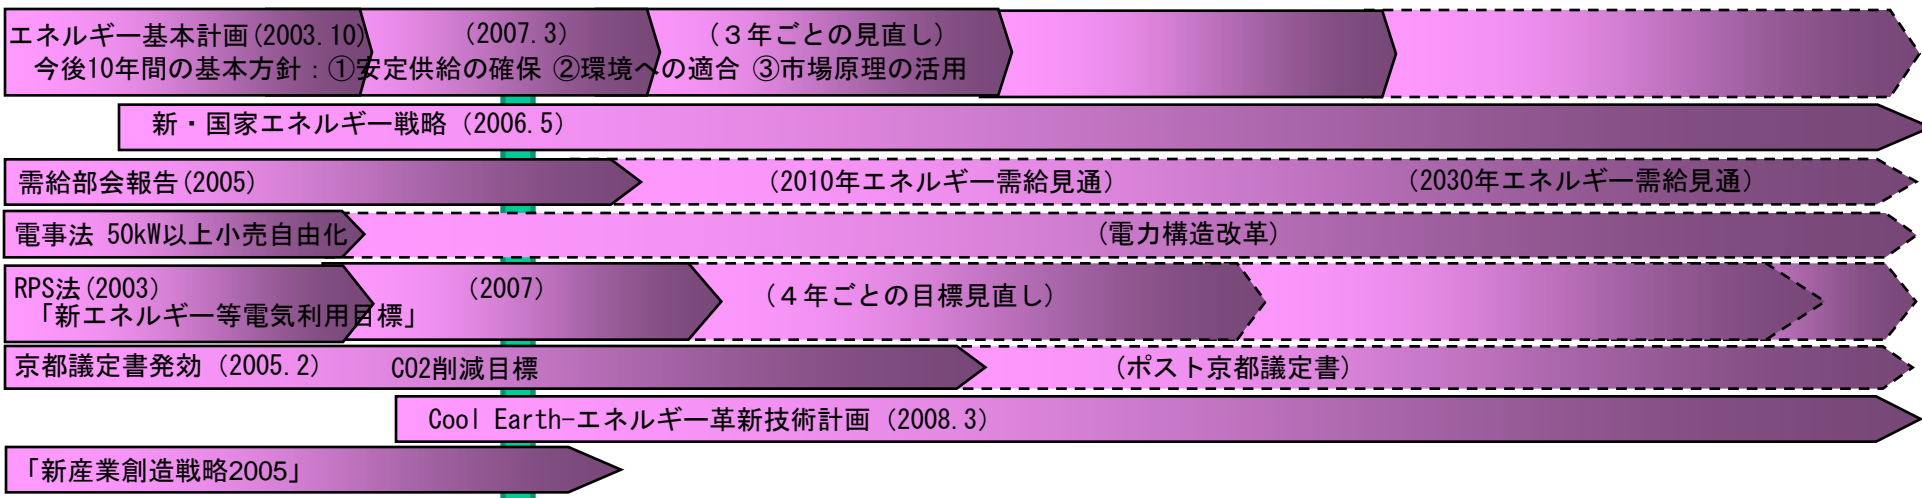 エネルギー基本計画(2003.10) (2007.3) (３年ごとの見直し)
今後10年間の基本方針：①安定供給の確保 ②環境への適合 ③市場原理の活用
新・国家エネルギー戦略 (2006.5)
需給部会報告(2005) (2010年エネルギー需給見通) (2030年エネルギー需給見通)
電事法 50kW以上小売自由化 (電力構造改革)
RPS法(2003) (2007) (４年ごとの目標見直し)
「新エネルギー等電気利用目標」
京都議定書発効 (2005.2) CO2削減目標 (ポスト京都議定書)
Cool Earth-エネルギー革新技術計画 (2008.3)
「新産業創造戦略2005」